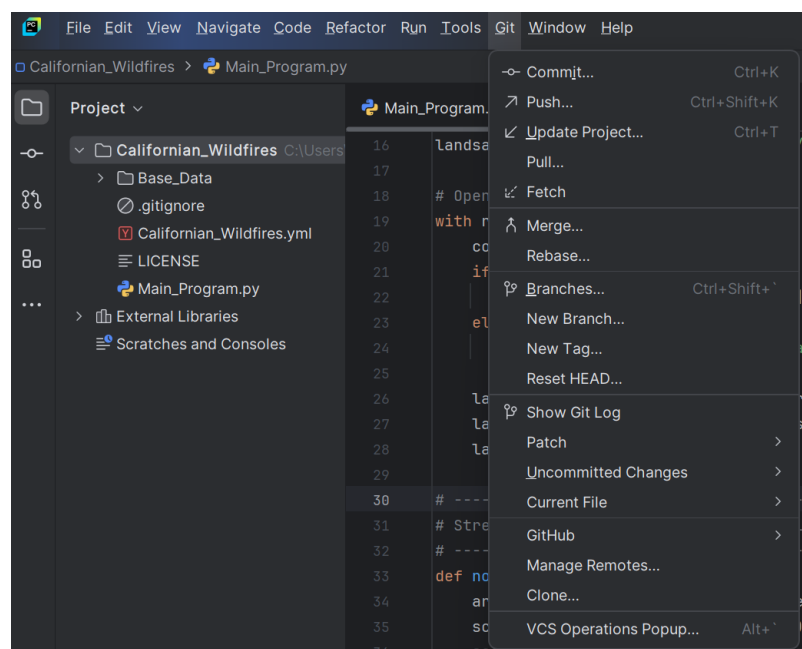 PC
File Edit View Navigate Code Refactor Run Tools Git Window Help
Californian_Wildfires > Main_Program.py
Project
Californian_Wildfires C:\Users
Base_Data
.gitignore
Californian_Wildfires.yml
LICENSE
Main_Program.py
External Libraries
Scratches and Consoles
Main_Program.
16 landsa
17
18 # Open
19 with n
20 co
21 if
22
23 el
24
25
26 la
27 la
28 la
29
30 # ----
31 # Stre
32 # ----
33 def no
34 ar
35 sc
Commit... Ctrl+K
Push... Ctrl+Shift+K
Update Project... Ctrl+T
Pull...
Fetch
Merge...
Rebase...
Branches... Ctrl+Shift+`
New Branch...
New Tag...
Reset HEAD...
Show Git Log
Patch
Uncommitted Changes
Current File
GitHub
Manage Remotes...
Clone...
VCS Operations Popup... Alt+`